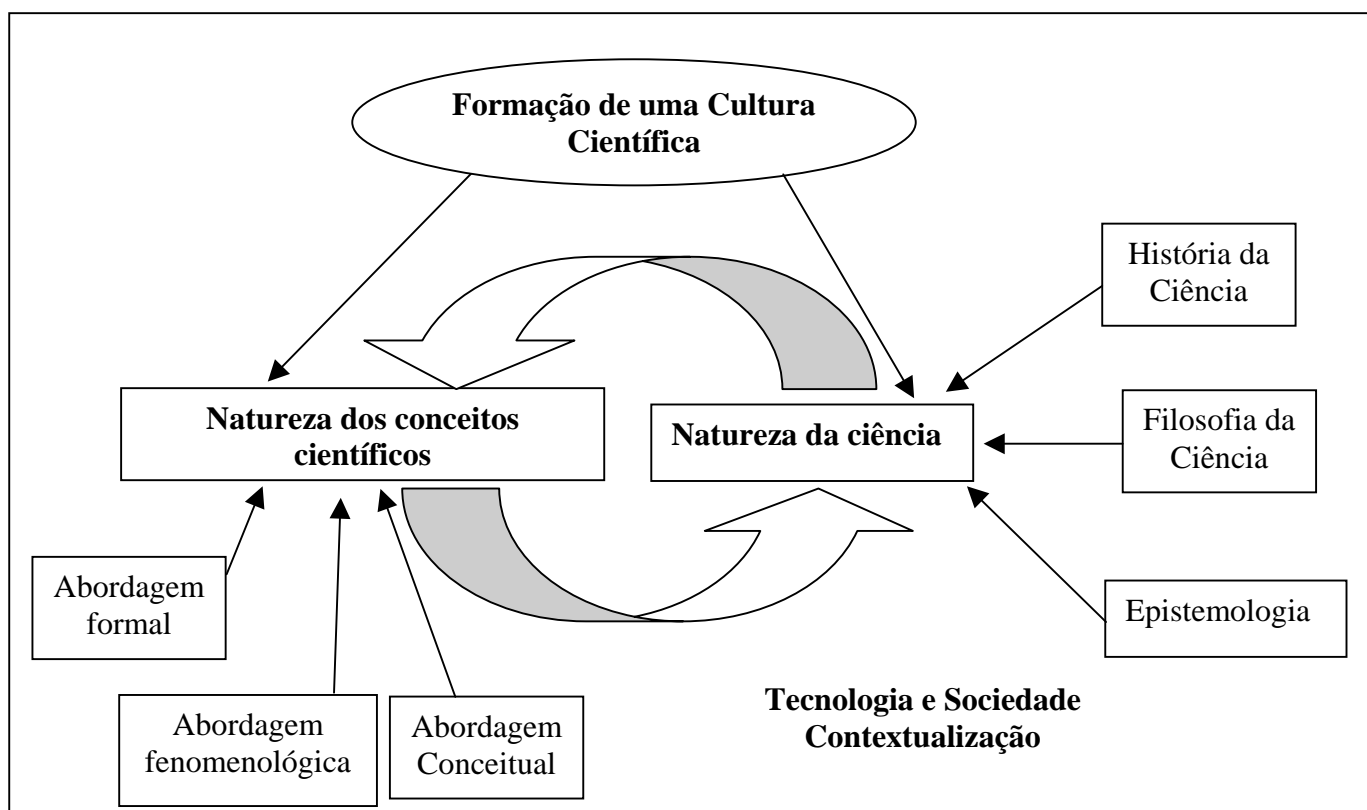 Formação de uma Cultura
Científica
História da
Ciência
Natureza dos conceitos
científicos
Natureza da ciência
Filosofia da
Ciência
Abordagem
formal
Epistemologia
Abordagem
fenomenológica
Abordagem
Conceitual
Tecnologia e Sociedade
Contextualização